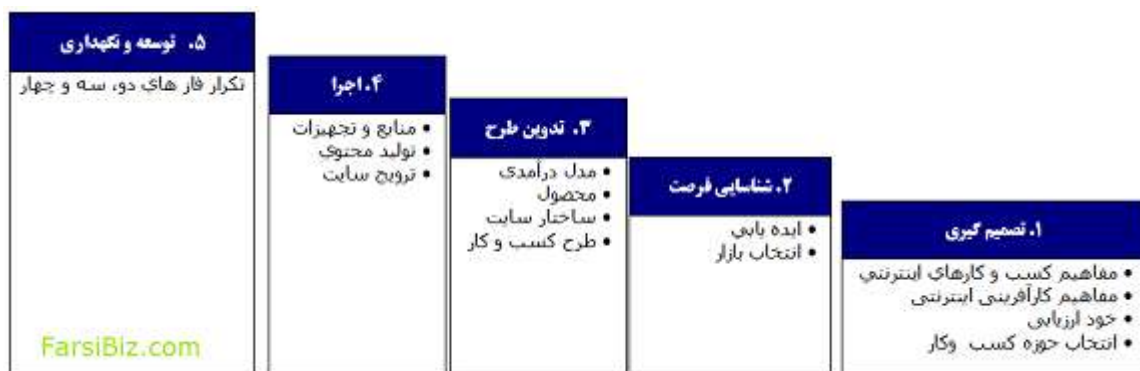 ۱. تصمیم گیری
• مفاهیم کسب و کارهای اینترنتی
• مفاهیم کارآفرینی اینترنتی
• خود ارزیابی
• انتخاب حوزه کسب وکار
۲. شناسایی فرصت
• ایده یابی
• انتخاب بازار
۳. تدوین طرح
• مدل درآمدی
• محصول
• ساختار سایت
• طرح کسب و کار
۴. اجرا
• منابع و تجهیزات
• تولید محتوی
• ترویج سایت
۵. توسعه و نگهداری
تکرار فاز های دو، سه و چهار
FarsiBiz.com